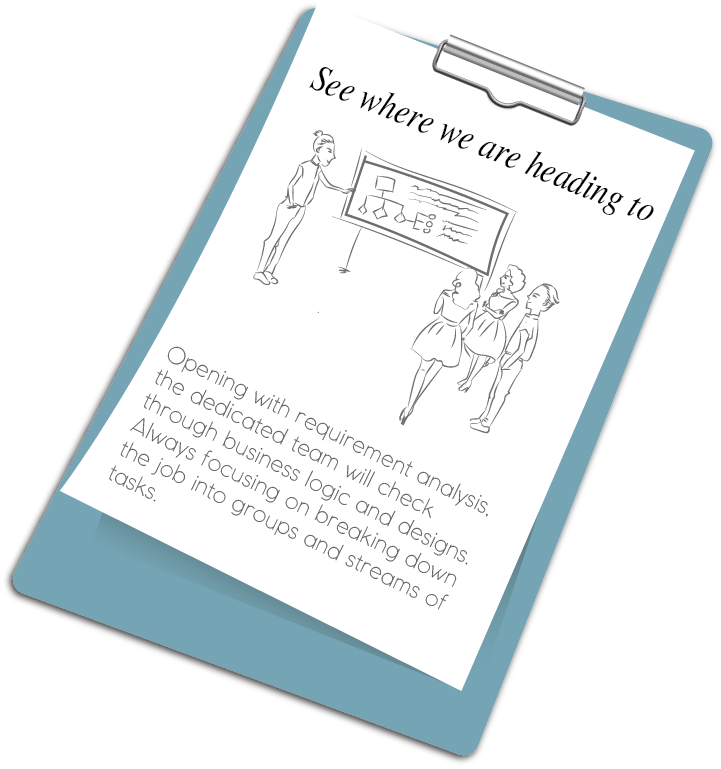 See where we are heading to
Opening with requirement analysis,
the dedicated team will check
through business logic and designs.
Always focusing on breaking down
the job into groups and streams of
tasks.